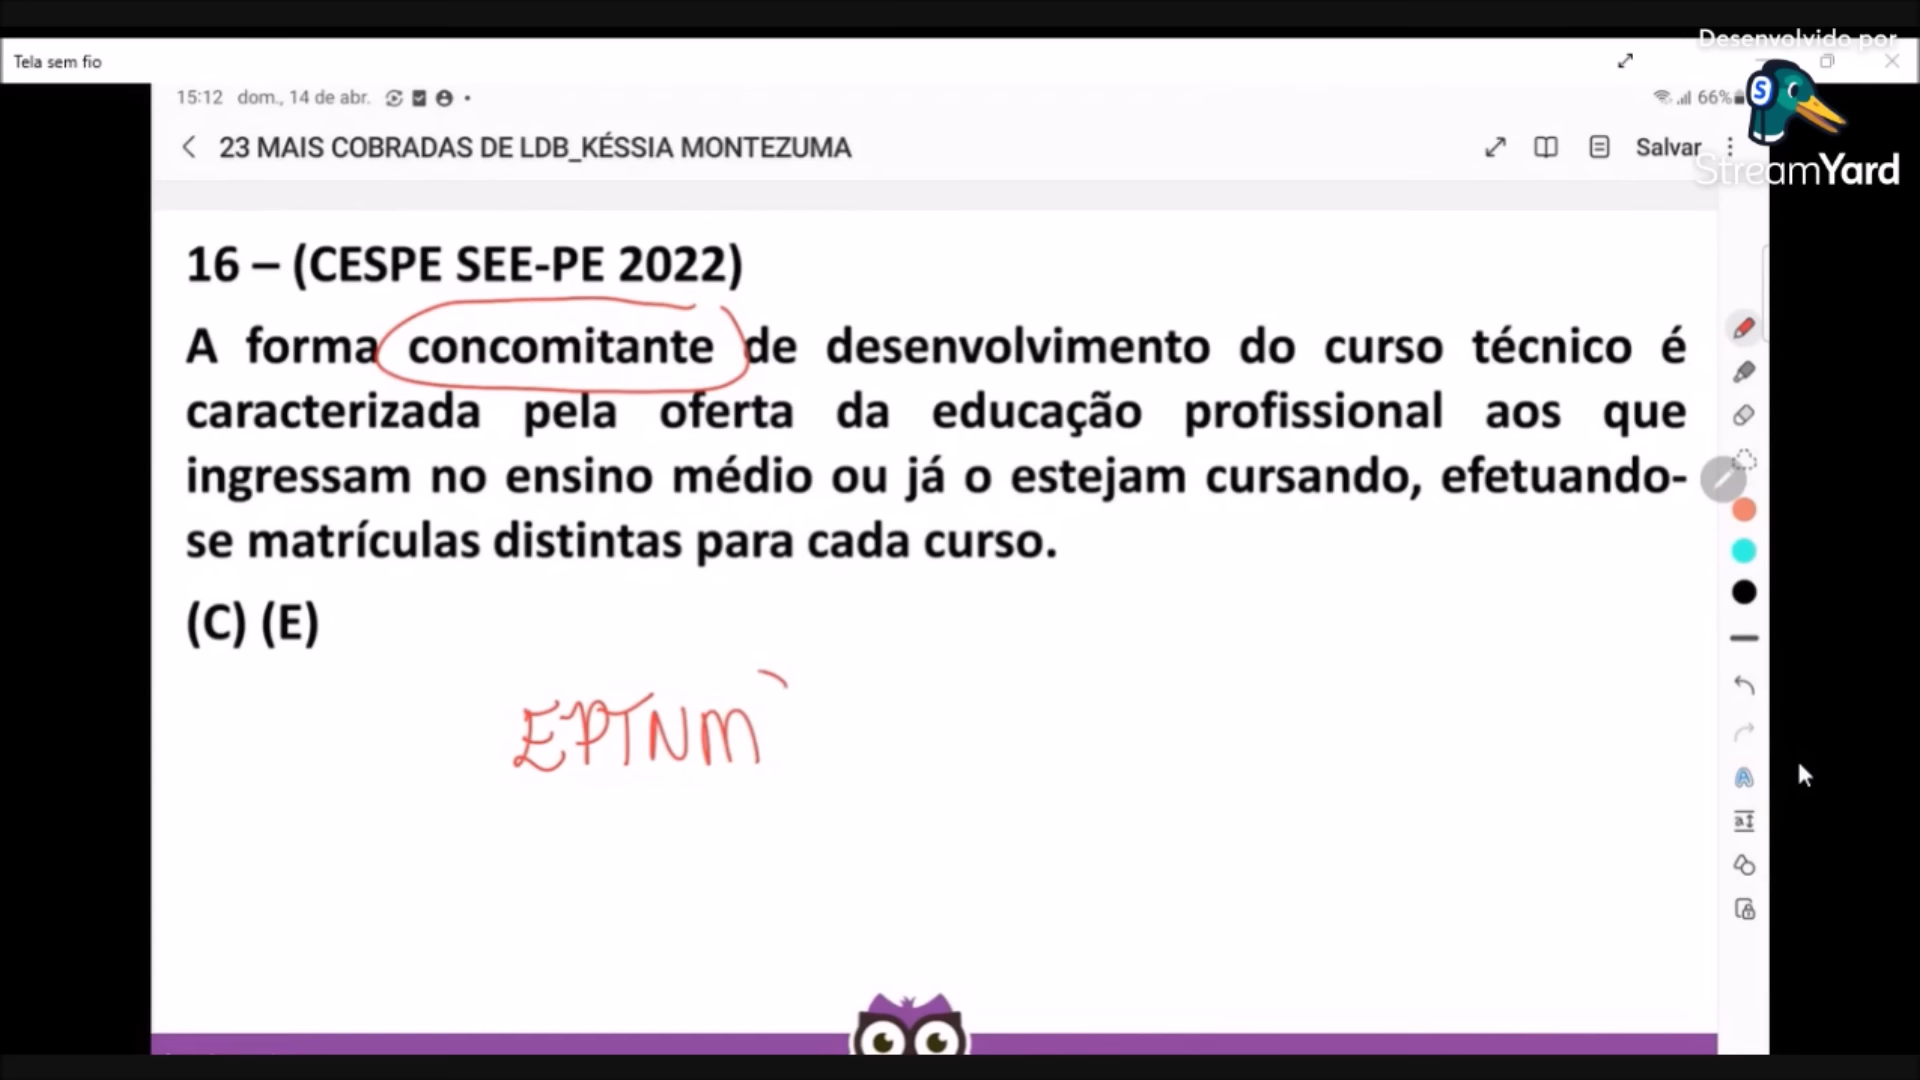 Desenvolvido por
Tela sem fio
15:12 dom., 14 de abr.
66%
23 MAIS COBRADAS DE LDB_KÉSSIA MONTEZUMA
Salvar
StreamYard
16 – (CESPE SEE-PE 2022)
A forma concomitante de desenvolvimento do curso técnico é
caracterizada pela oferta da educação profissional aos que
ingressam no ensino médio ou já o estejam cursando, efetuando-
se matrículas distintas para cada curso.
(C) (E)
EPTNM